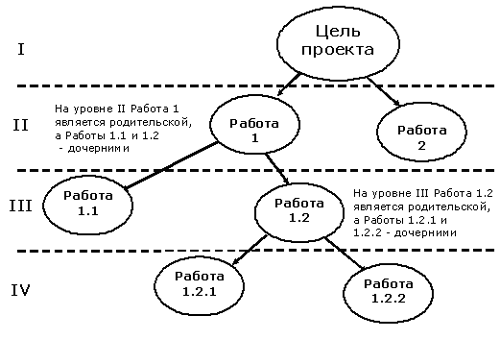 Цель
проекта
I
На уровне II Работа 1
является родительской,
а Работы 1.1 и 1.2
- дочерними
II
Работа
1
Работа
2
III
Работа
1.1
Работа
1.2
На уровне III Работа 1.2
является родительской,
а Работы 1.2.1 и
1.2.2 - дочерними
IV
Работа
1.2.1
Работа
1.2.2